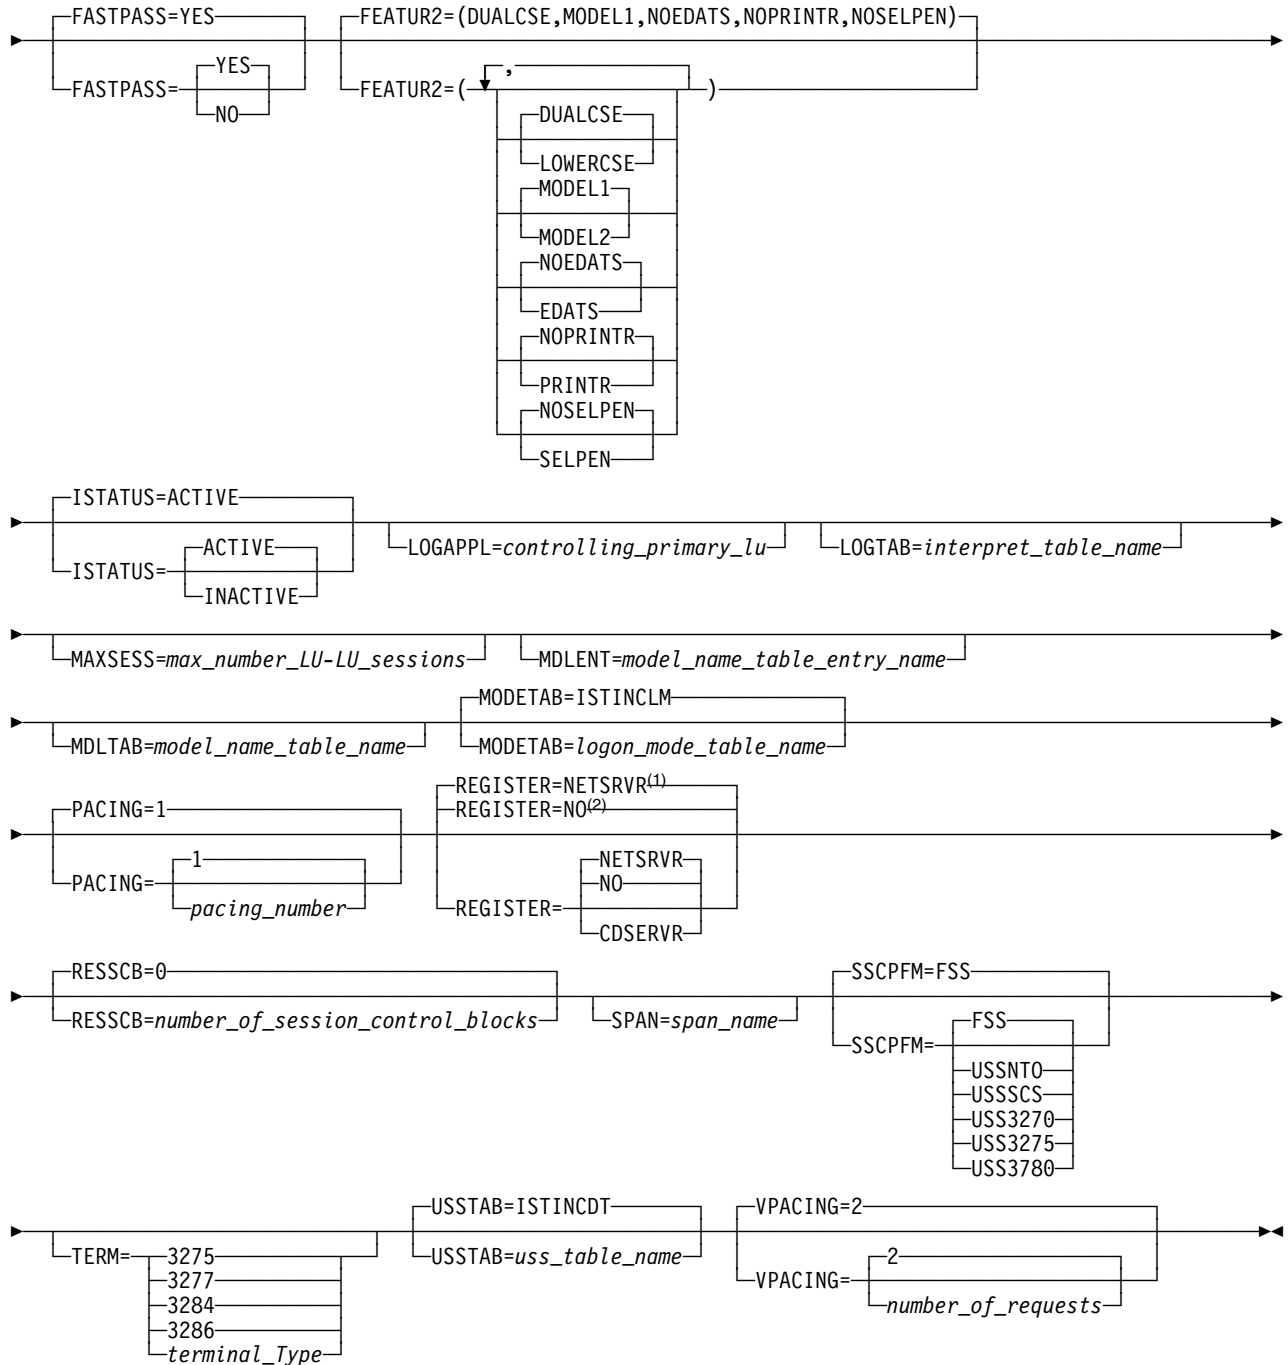 FASTPASS=YES FEATUR2=(DUALCSE,MODEL1,NOEDATS,NOPRINTR,NOSELPEN)
YES ,
FASTPASS= FEATUR2=( )
NO DUALCSE
LOWERCSE
MODEL1
MODEL2
NOEDATS
EDATS
NOPRINTR
PRINTR
NOSELPEN
SELPEN
ISTATUS=ACTIVE
ACTIVE LOGAPPL=controlling_primary_lu LOGTAB=interpret_table_name
ISTATUS=
INACTIVE
MAXSESS=max_number_LU-LU_sessions MDLENT=model_name_table_entry_name
MODETAB=ISTINCLM
MDLTAB=model_name_table_name MODETAB=logon_mode_table_name
REGISTER=NETSRVR(1)
PACING=1 REGISTER=NO(2)
1 NETSRVR
PACING= NO
pacing_number REGISTER=
CDSERVR
RESSCB=0 SSCPFM=FSS
RESSCB=number_of_session_control_blocks SPAN=span_name FSS
SSCPFM=
USSNTO
USSSCS
USS3270
USS3275
USS3780
USSTAB=ISTINCDT VPACING=2
TERM= 3275 USSTAB=uss_table_name 2
3277 VPACING=
3284 number_of_requests
3286
terminal_Type